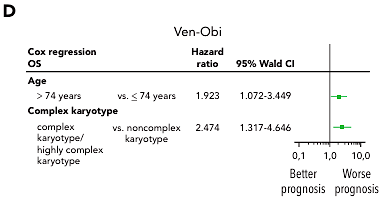 D
Ven-Obi
Cox regression OS Hazard ratio 95% Wald CI
Age
> 74 years vs. ≤ 74 years 1.923 1.072-3.449
Complex karyotype
complex karyotype/ highly complex karyotype vs. noncomplex karyotype 2.474 1.317-4.646
0,1 1,0 10,0
Better prognosis Worse prognosis